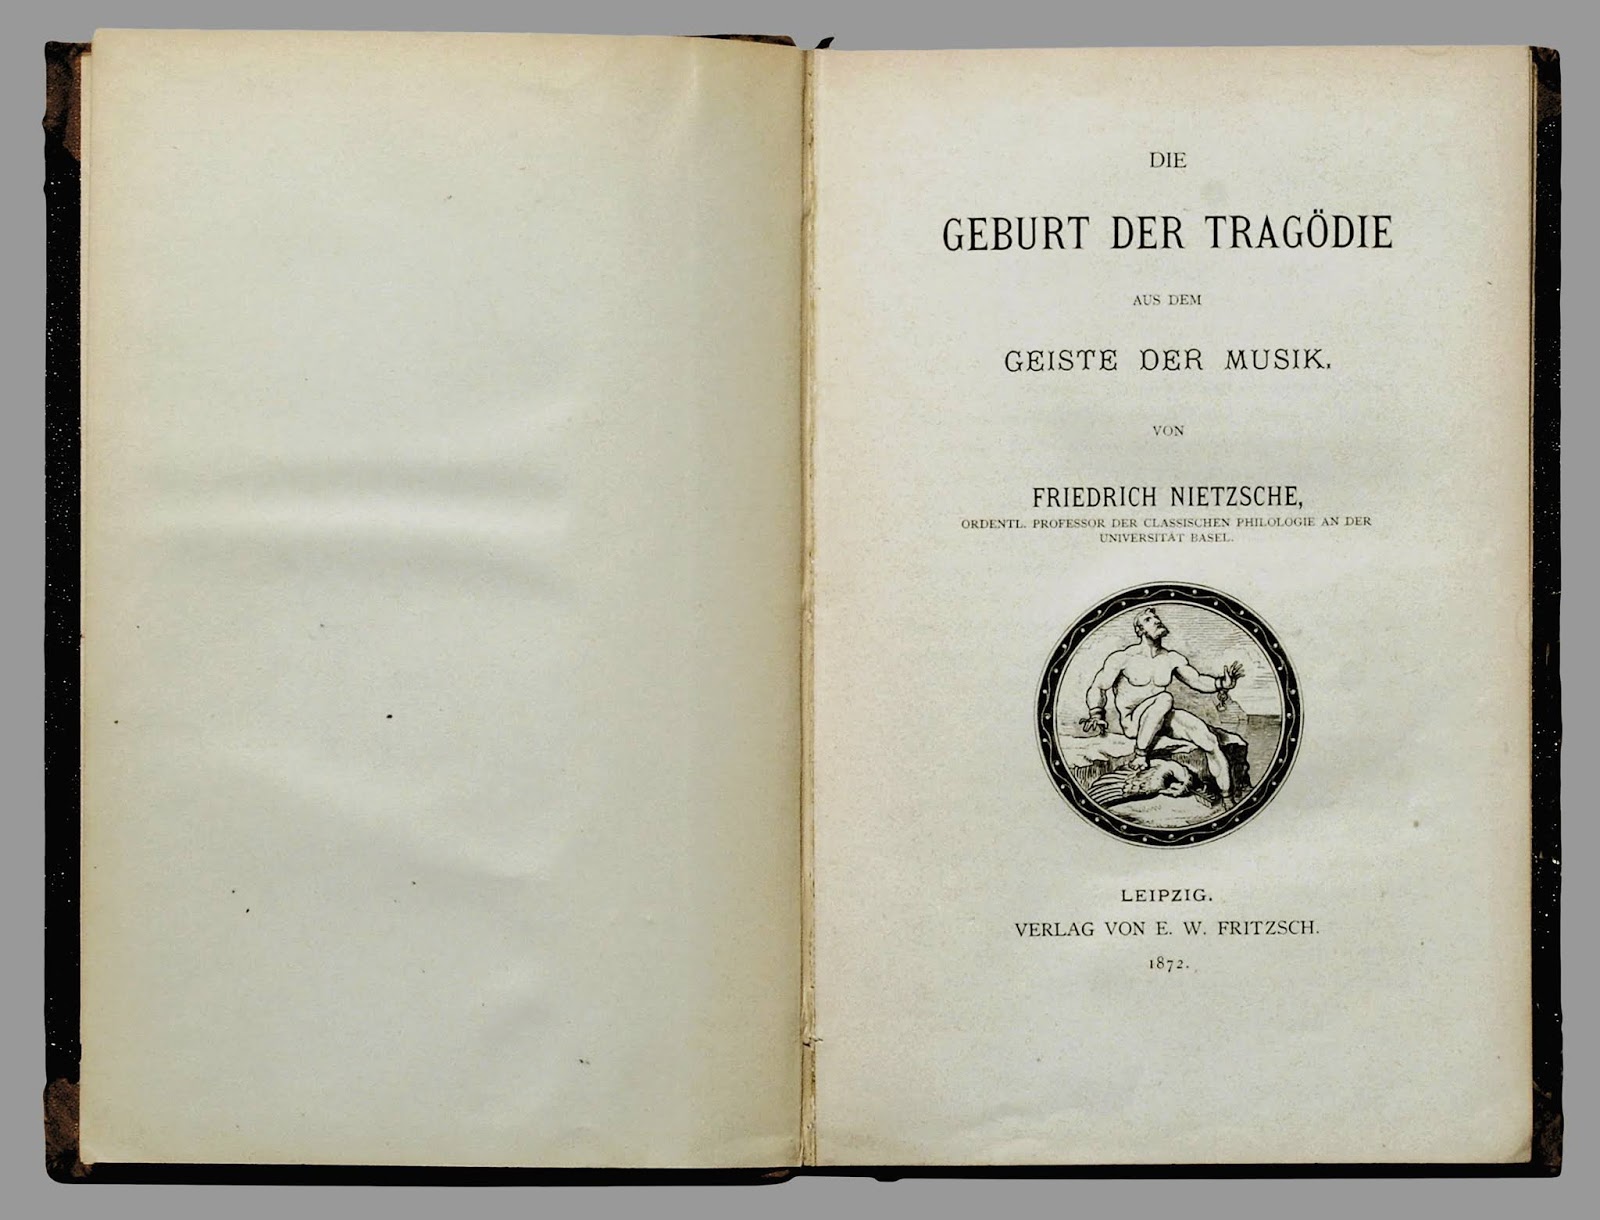 DIE
GEBURT DER TRAGÖDIE
AUS DEM
GEISTE DER MUSIK.
VON
FRIEDRICH NIETZSCHE,
ORDENTL. PROFESSOR DER CLASSISCHEN PHILOLOGIE AN DER
UNIVERSITÄT BASEL.
LEIPZIG.
VERLAG VON E. W. FRITZSCH.
1872.